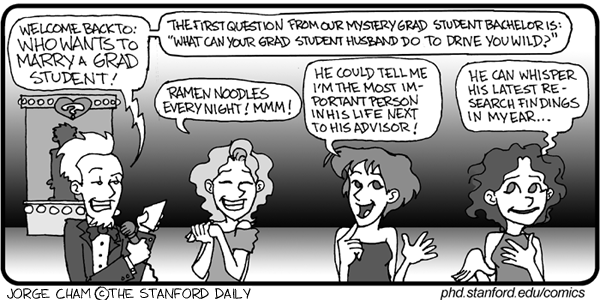 WELCOME BACK TO:
WHO WANTS TO
MARRY A GRAD
STUDENT!
THE FIRST QUESTION FROM OUR MYSTERY GRAD STUDENT BACHELOR IS:
"WHAT CAN YOUR GRAD STUDENT HUSBAND DO TO DRIVE YOU WILD?"
RAMEN NOODLES
EVERY NIGHT! MMM!
HE COULD TELL ME
I'M THE MOST IM-
PORTANT PERSON
IN HIS LIFE NEXT
TO HIS ADVISOR!
HE CAN WHISPER
HIS LATEST RE-
SEARCH FINDINGS
IN MY EAR...
JORGE CHAM ©THE STANFORD DAILY
phd.stanford.edu/comics